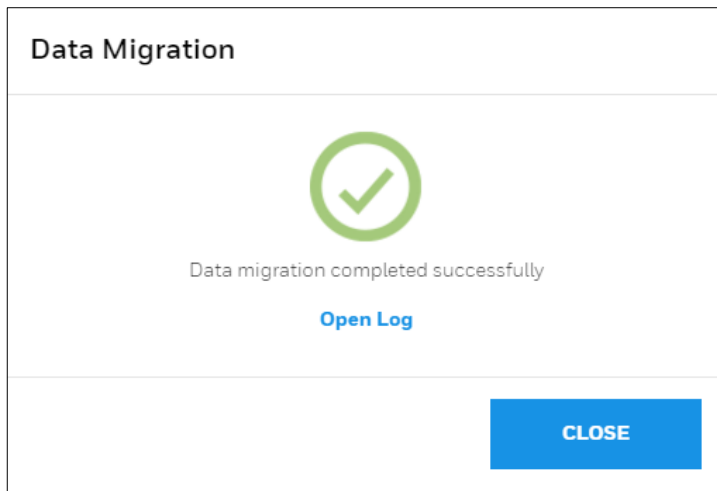 Data Migration
Data migration completed successfully
Open Log
CLOSE